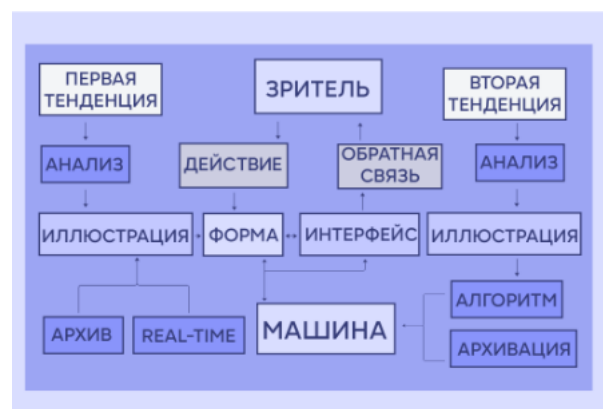 ПЕРВАЯ
ТЕНДЕНЦИЯ
ЗРИТЕЛЬ
ВТОРАЯ
ТЕНДЕНЦИЯ
АНАЛИЗ
ДЕЙСТВИЕ
ОБРАТНАЯ
СВЯЗЬ
АНАЛИЗ
ИЛЛЮСТРАЦИЯ
ФОРМА
ИНТЕРФЕЙС
ИЛЛЮСТРАЦИЯ
АРХИВ
REAL-TIME
МАШИНА
АЛГОРИТМ
АРХИВАЦИЯ